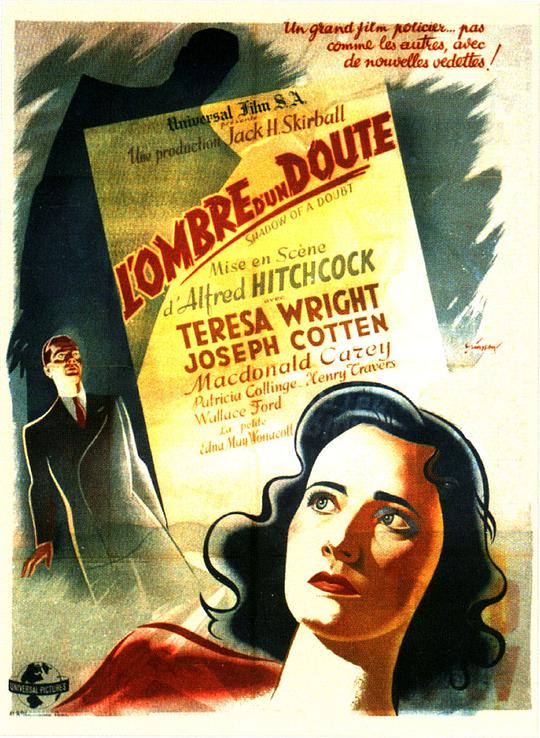 Un grand film policier... pas
comme les autres, avec
de nouvelles vedettes!
Universal Film S.A.
présente
Une production Jack H. Skirball
L'OMBRE D'UN DOUTE
SHADOW OF A DOUBT
Mise en Scène
d'Alfred HITCHCOCK
avec
TERESA WRIGHT
JOSEPH COTTEN
Macdonald Carey
Patricia Collinge - Henry Travers
Wallace Ford
La petite
Edna May Wonacott
UNIVERSAL PICTURES